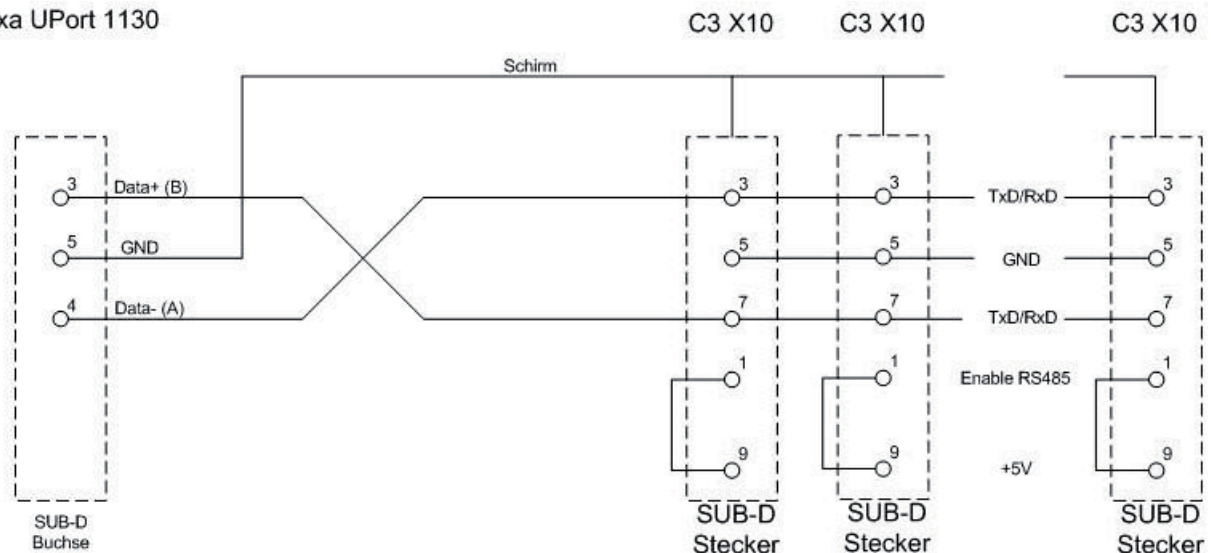 xa UPort 1130
C3 X10 C3 X10 C3 X10
Schirm
3 Data+ (B) 3 3 TxD/RxD 3
5 GND 5 5 GND 5
4 Data- (A) 7 7 TxD/RxD 7
1 1 Enable RS485 1
9 9 +5V 9
SUB-D SUB-D SUB-D SUB-D
Buchse Stecker Stecker Stecker